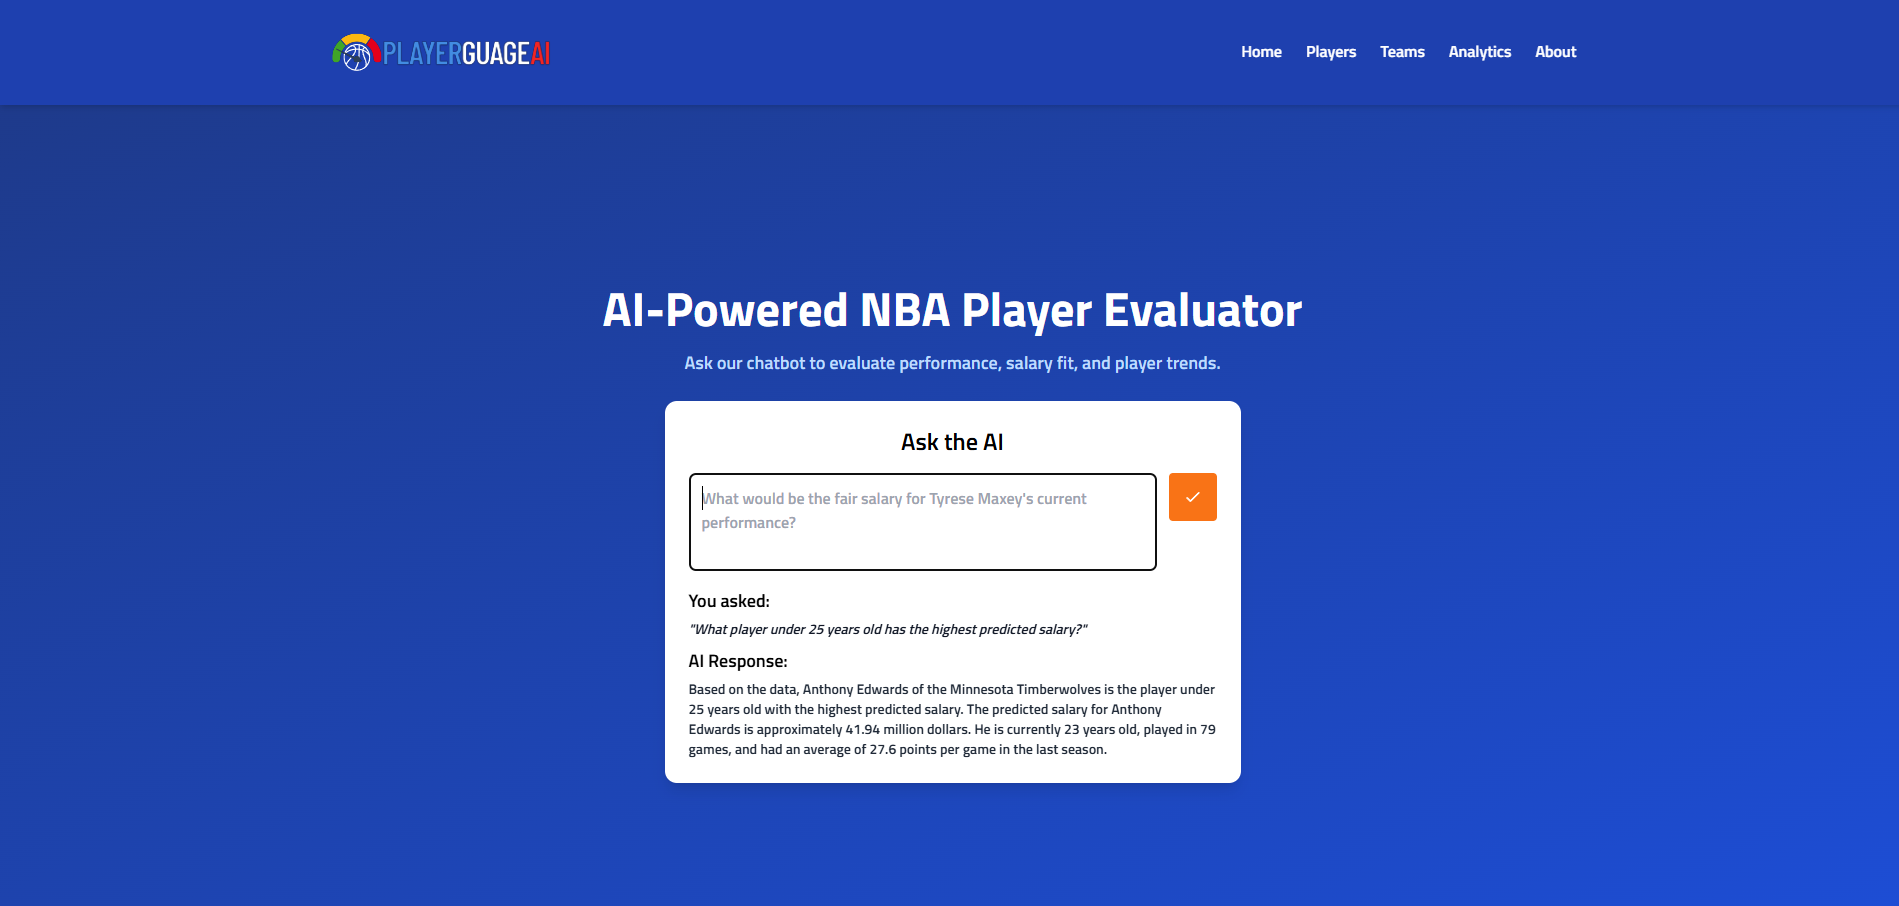 PLAYERGUAGEAI
Home Players Teams Analytics About
AI-Powered NBA Player Evaluator
Ask our chatbot to evaluate performance, salary fit, and player trends.
Ask the AI
What would be the fair salary for Tyrese Maxey's current
performance?
You asked:
"What player under 25 years old has the highest predicted salary?"
AI Response:
Based on the data, Anthony Edwards of the Minnesota Timberwolves is the player under
25 years old with the highest predicted salary. The predicted salary for Anthony
Edwards is approximately 41.94 million dollars. He is currently 23 years old, played in 79
games, and had an average of 27.6 points per game in the last season.